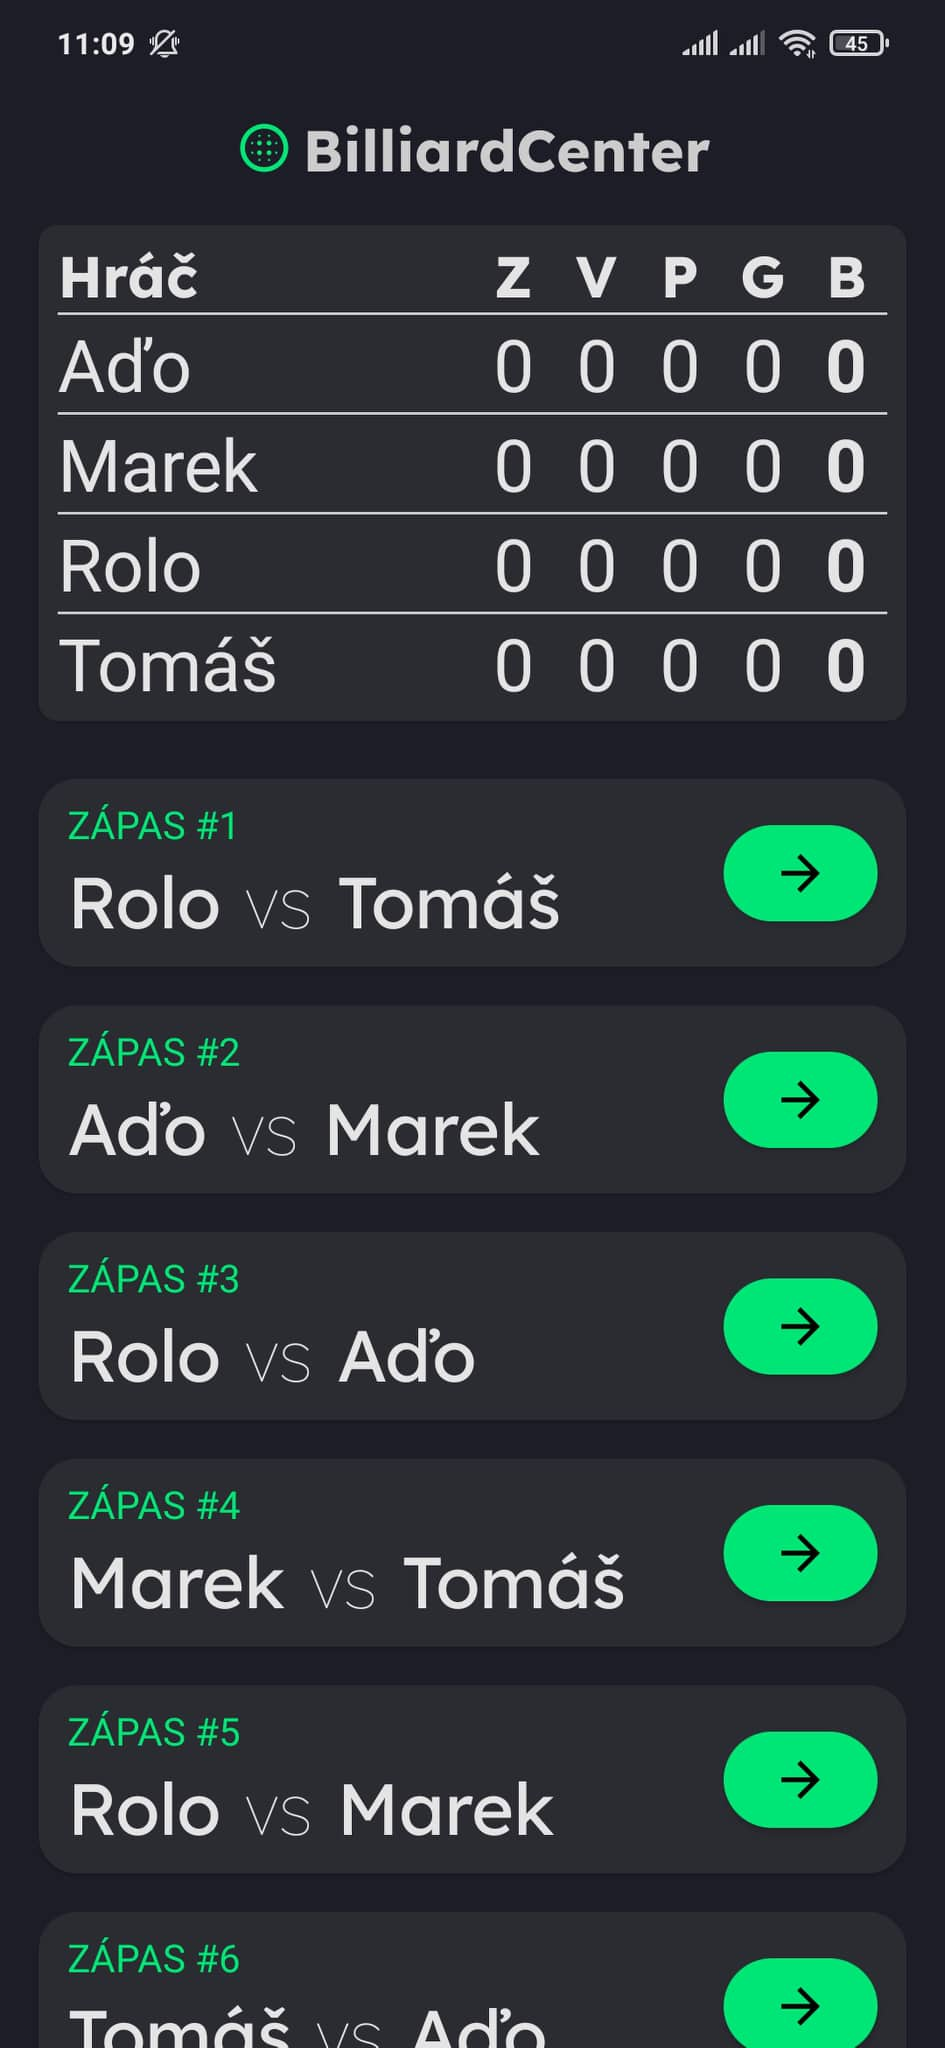 11:09 45
BilliardCenter
Hráč Z V P G B
Aďo 0 0 0 0 0
Marek 0 0 0 0 0
Rolo 0 0 0 0 0
Tomáš 0 0 0 0 0
ZÁPAS #1
Rolo vs Tomáš
ZÁPAS #2
Aďo vs Marek
ZÁPAS #3
Rolo vs Aďo
ZÁPAS #4
Marek vs Tomáš
ZÁPAS #5
Rolo vs Marek
ZÁPAS #6
Tomáš vs Aďo